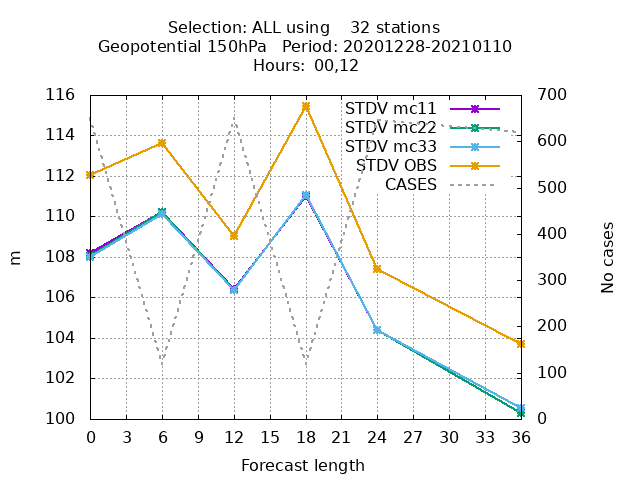 Selection: ALL using    32 stations
Geopotential 150hPa   Period: 20201228-20210110
Hours:  00,12
STDV mc11
STDV mc22
STDV mc33
STDV OBS
CASES
116
114
112
110
108
106
104
102
100
m
700
600
500
400
300
200
100
0
No cases
0 3 6 9 12 15 18 21 24 27 30 33 36
Forecast length